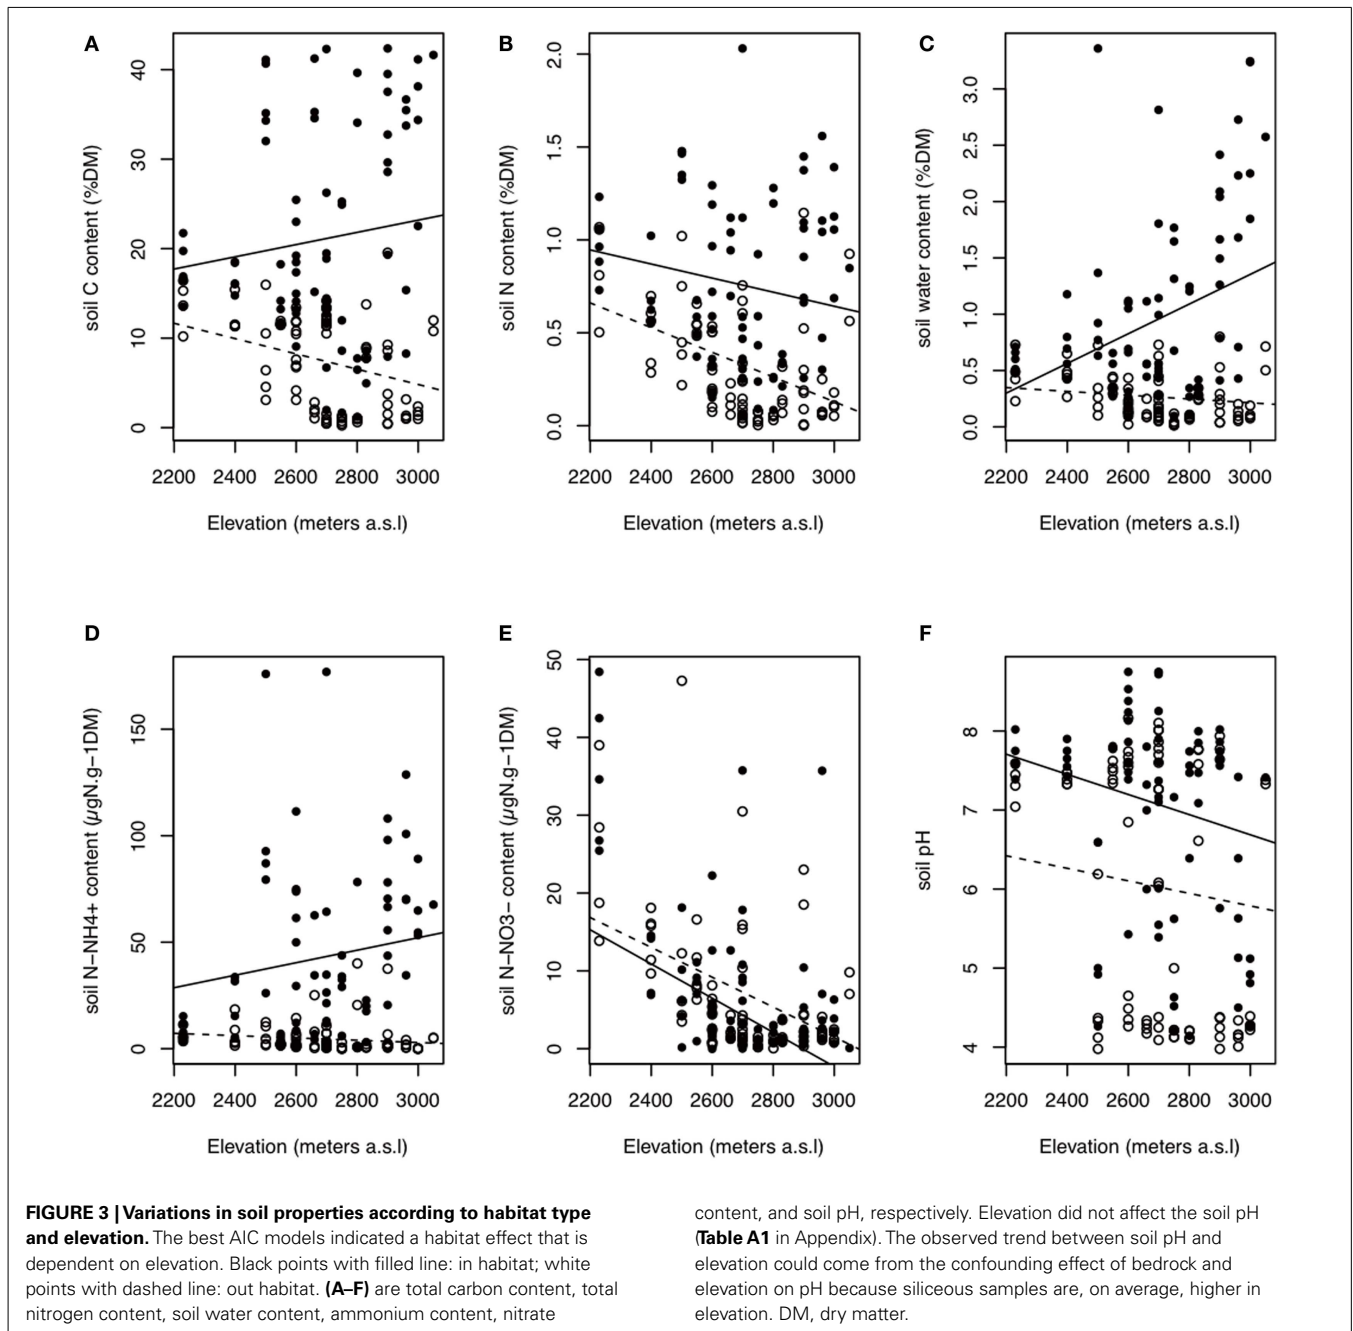 A
B
C
soil C content (%DM)
0 10 20 30 40
2200 2400 2600 2800 3000
Elevation (meters a.s.l)
soil N content (%DM)
0.0 0.5 1.0 1.5 2.0
2200 2400 2600 2800 3000
Elevation (meters a.s.l)
soil water content (%DM)
0.0 0.5 1.0 1.5 2.0 2.5 3.0
2200 2400 2600 2800 3000
Elevation (meters a.s.l)
D
E
F
soil N−NH4+ content (µgN.g−1DM)
0 50 100 150
2200 2400 2600 2800 3000
Elevation (meters a.s.l)
soil N−NO3− content (µgN.g−1DM)
0 10 20 30 40 50
2200 2400 2600 2800 3000
Elevation (meters a.s.l)
soil pH
4 5 6 7 8
2200 2400 2600 2800 3000
Elevation (meters a.s.l)
FIGURE 3 | Variations in soil properties according to habitat type
and elevation. The best AIC models indicated a habitat effect that is
dependent on elevation. Black points with filled line: in habitat; white
points with dashed line: out habitat. (A–F) are total carbon content, total
nitrogen content, soil water content, ammonium content, nitrate
content, and soil pH, respectively. Elevation did not affect the soil pH
(Table A1 in Appendix). The observed trend between soil pH and
elevation could come from the confounding effect of bedrock and
elevation on pH because siliceous samples are, on average, higher in
elevation. DM, dry matter.